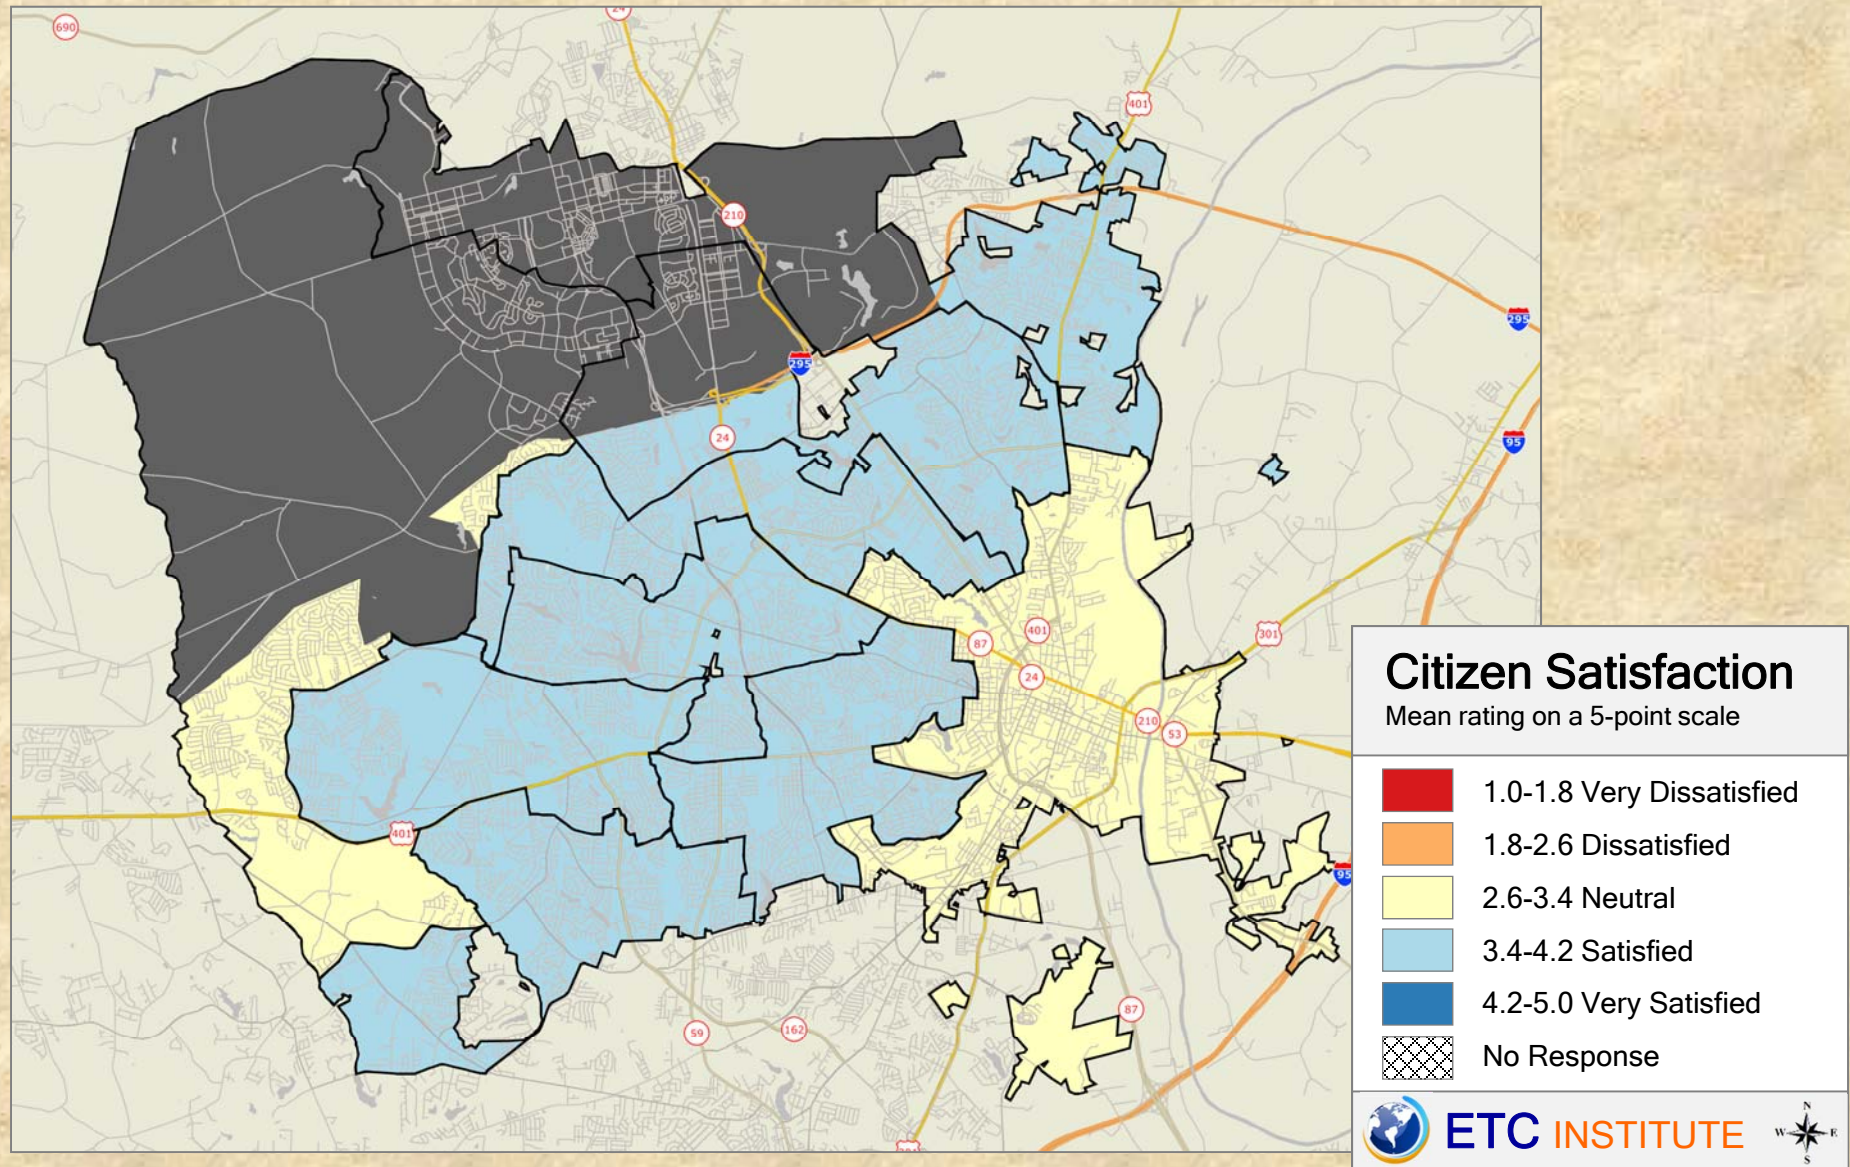 690
24
401
210
295
295
24
95
401
87
301
24
210
53
401
95
87
59
162
Citizen Satisfaction
Mean rating on a 5-point scale
1.0-1.8 Very Dissatisfied
1.8-2.6 Dissatisfied
2.6-3.4 Neutral
3.4-4.2 Satisfied
4.2-5.0 Very Satisfied
No Response
ETC INSTITUTE
N
W E
S